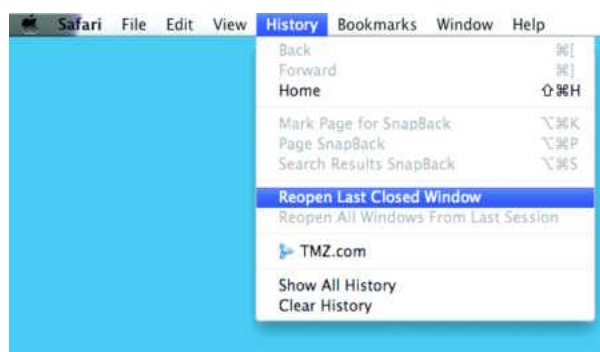 Safari File Edit View History Bookmarks Window Help
Back ⌘[
Forward ⌘]
Home ⇧⌘H
Mark Page for SnapBack ⌥⌘K
Page SnapBack ⌥⌘P
Search Results SnapBack ⌥⌘S
Reopen Last Closed Window
Reopen All Windows From Last Session
TMZ.com
Show All History
Clear History